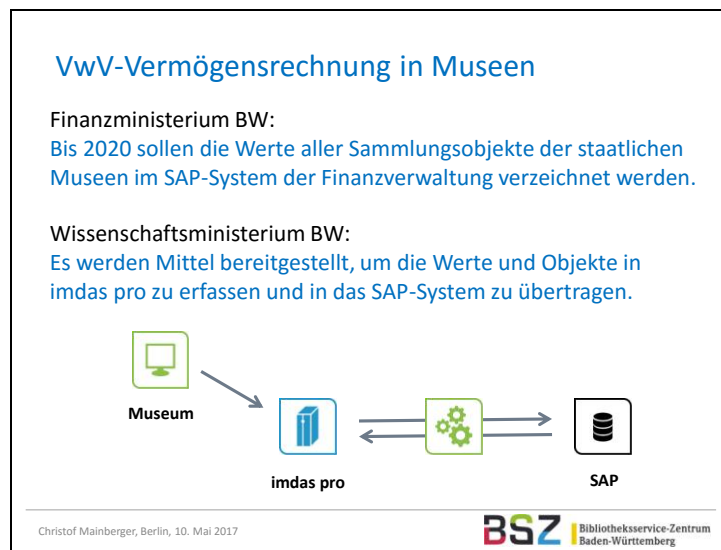 VwV-Vermögensrechnung in Museen
Finanzministerium BW:
Bis 2020 sollen die Werte aller Sammlungsobjekte der staatlichen
Museen im SAP-System der Finanzverwaltung verzeichnet werden.
Wissenschaftsministerium BW:
Es werden Mittel bereitgestellt, um die Werte und Objekte in
imdas pro zu erfassen und in das SAP-System zu übertragen.
Museum
imdas pro
SAP
Christof Mainberger, Berlin, 10. Mai 2017
BSZ
Bibliotheksservice-Zentrum
Baden-Württemberg